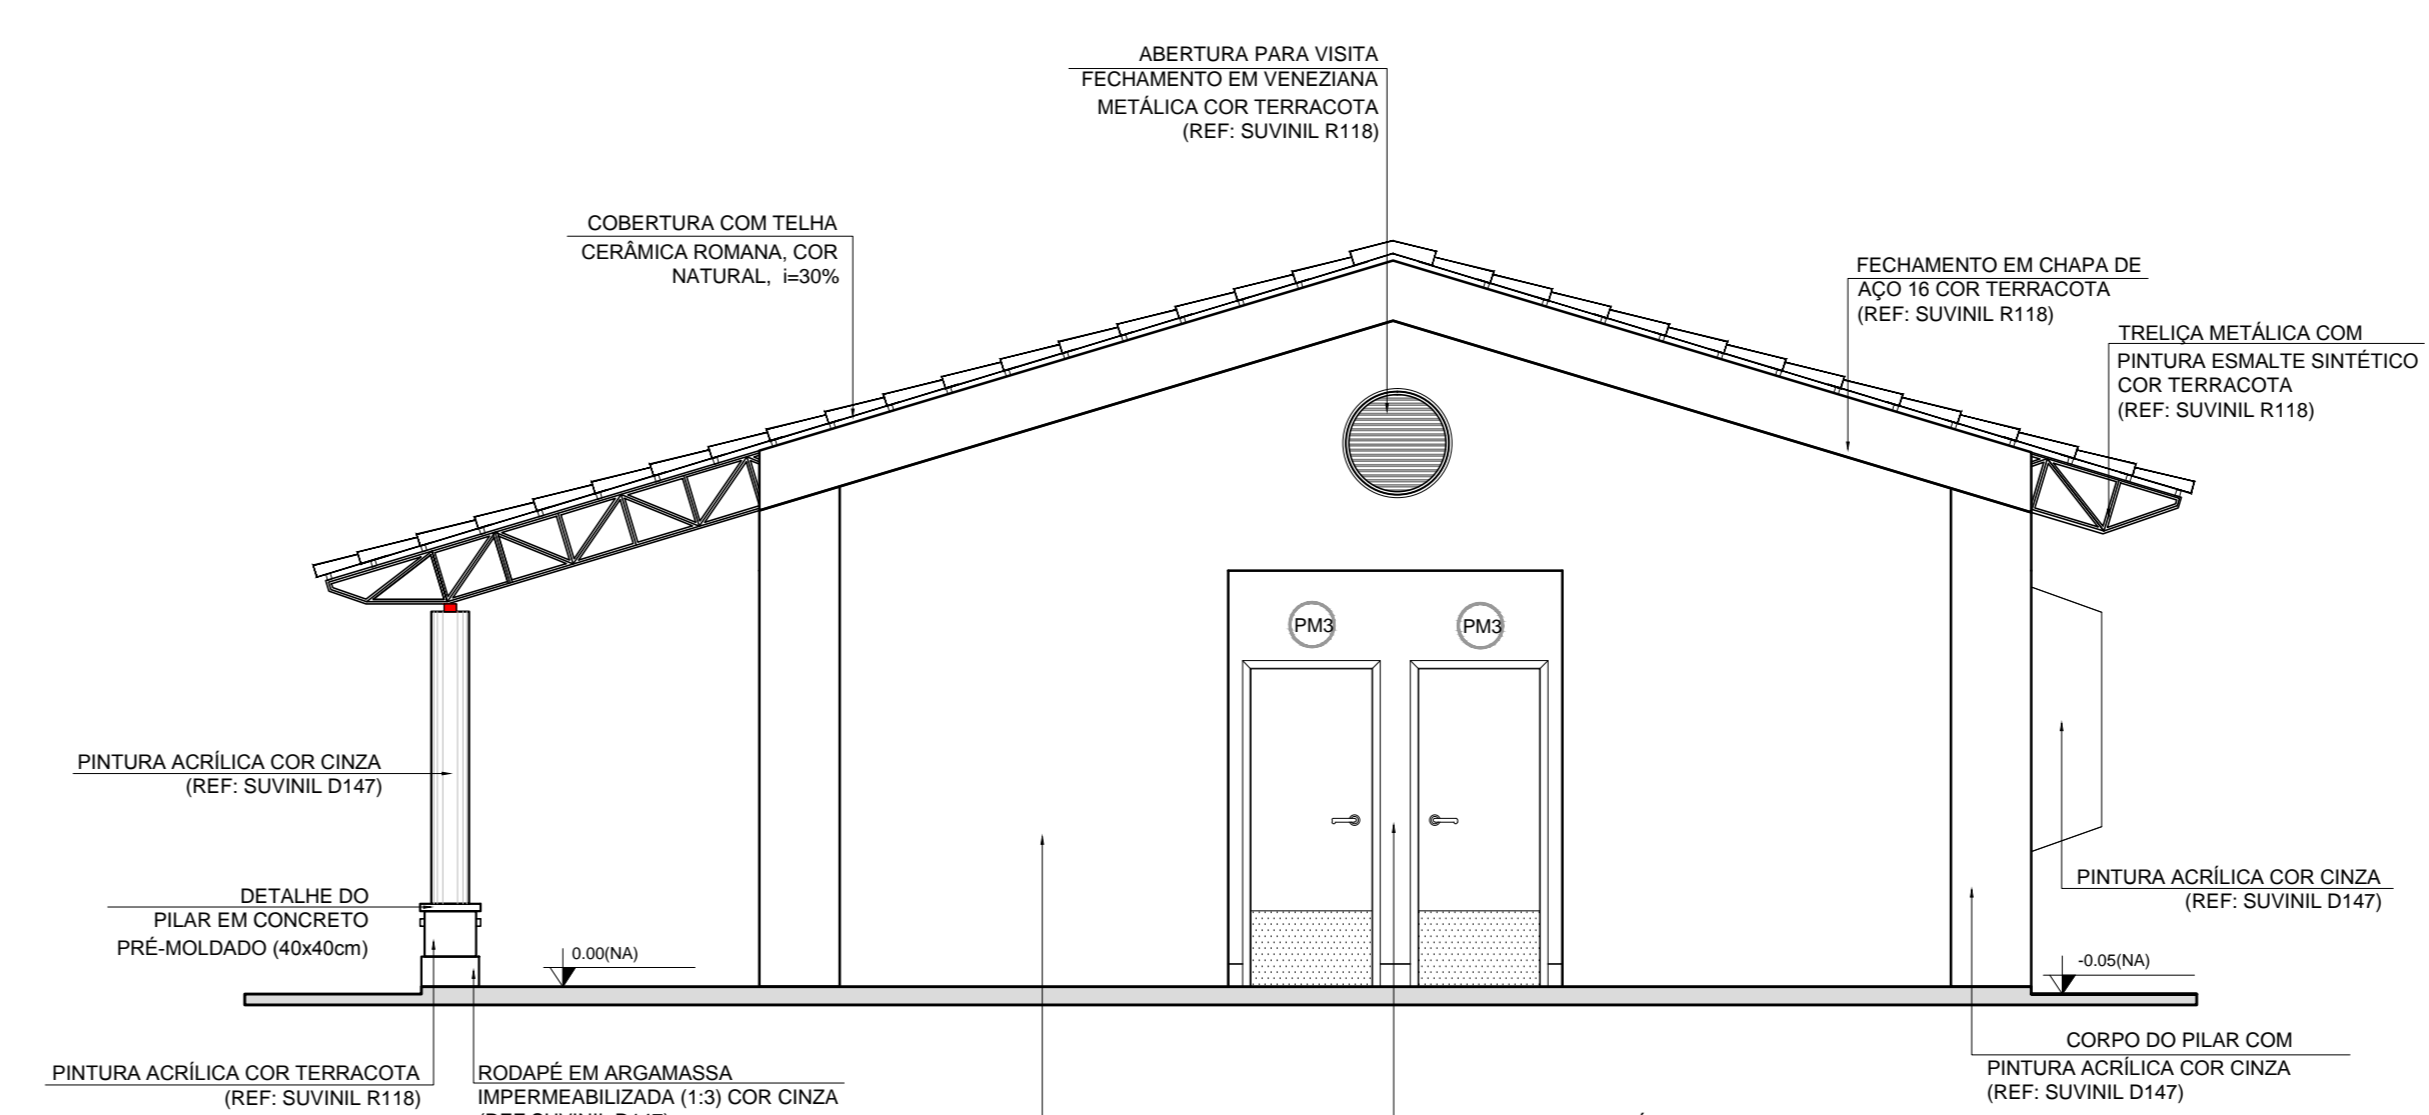 ABERTURA PARA VISITA
FECHAMENTO EM VENEZIANA
METÁLICA COR TERRACOTA
(REF: SUVINIL R118)
COBERTURA COM TELHA
CERÂMICA ROMANA, COR
NATURAL, i=30%
FECHAMENTO EM CHAPA DE
AÇO 16 COR TERRACOTA
(REF: SUVINIL R118)
TRELIÇA METÁLICA COM
PINTURA ESMALTE SINTÉTICO
COR TERRACOTA
(REF: SUVINIL R118)
PM3
PM3
PINTURA ACRÍLICA COR CINZA
(REF: SUVINIL D147)
DETALHE DO
PILAR EM CONCRETO
PRÉ-MOLDADO (40x40cm)
0.00(NA)
PINTURA ACRÍLICA COR CINZA
(REF: SUVINIL D147)
-0.05(NA)
PINTURA ACRÍLICA COR TERRACOTA
(REF: SUVINIL R118)
RODAPÉ EM ARGAMASSA
IMPERMEABILIZADA (1:3) COR CINZA
CORPO DO PILAR COM
PINTURA ACRÍLICA COR CINZA
(REF: SUVINIL D147)